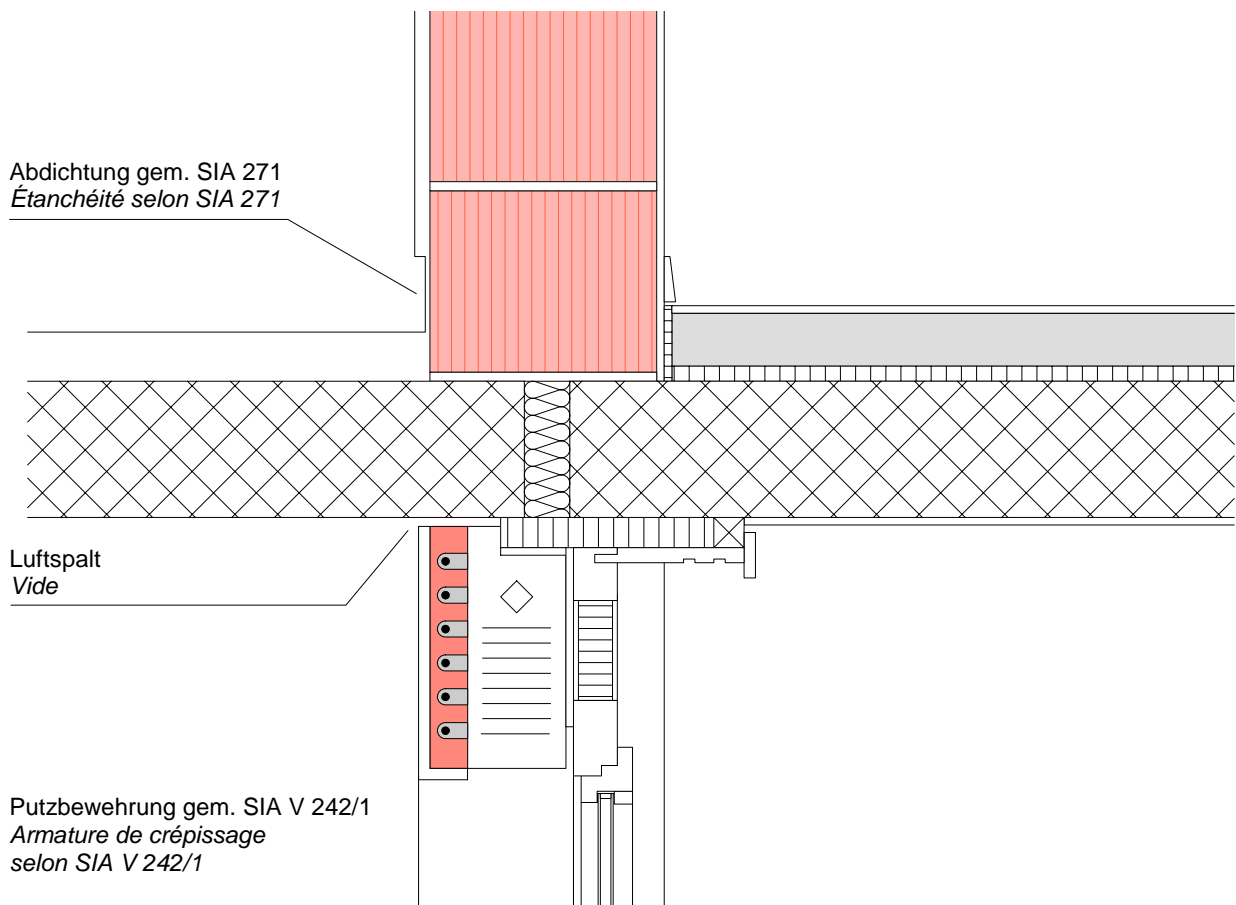 Abdichtung gem. SIA 271
Étanchéité selon SIA 271
Luftspalt
Vide
Putzbewehrung gem. SIA V 242/1
Armature de crépissage
selon SIA V 242/1